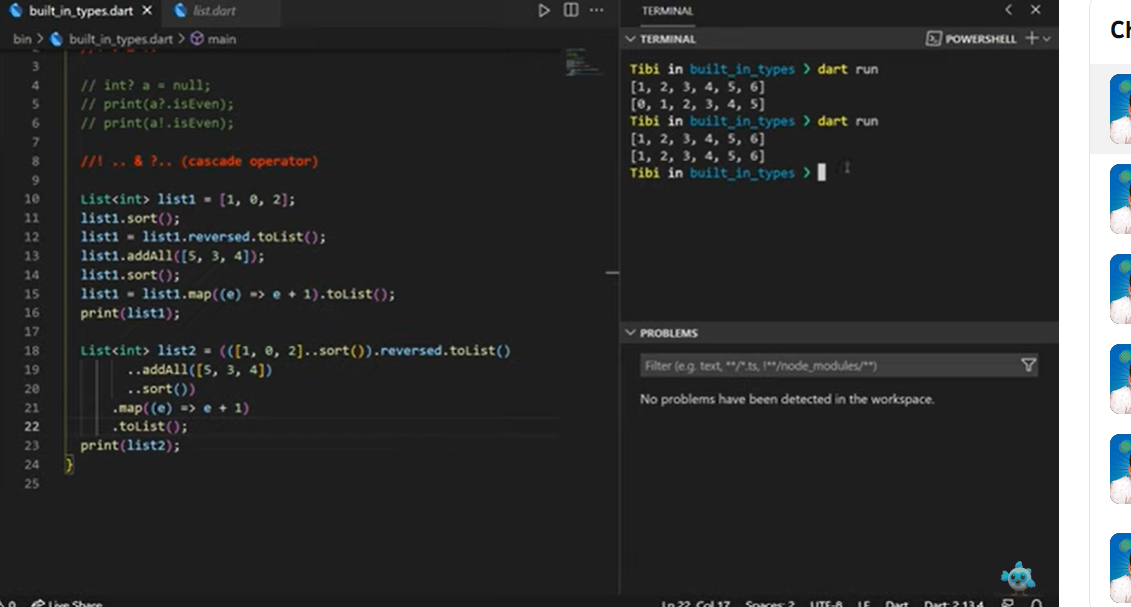 built_in_types.dart
list.dart
bin > built_in_types.dart > main
3
4 // int? a = null;
5 // print(a?.isEven);
6 // print(a!.isEven);
7
8 //! .. & ?.. (cascade operator)
9
10 List<int> list1 = [1, 0, 2];
11 list1.sort();
12 list1 = list1.reversed.toList();
13 list1.addAll([5, 3, 4]);
14 list1.sort();
15 list1 = list1.map((e) => e + 1).toList();
16 print(list1);
17
18 List<int> list2 = (([1, 0, 2]..sort()).reversed.toList()
19 ..addAll([5, 3, 4])
20 ..sort())
21 .map((e) => e + 1)
22 .toList();
23 print(list2);
24 }
25
TERMINAL
TERMINAL
POWERSHELL
Tibi in built_in_types > dart run
[1, 2, 3, 4, 5, 6]
[0, 1, 2, 3, 4, 5]
Tibi in built_in_types > dart run
[1, 2, 3, 4, 5, 6]
[1, 2, 3, 4, 5, 6]
Tibi in built_in_types >
PROBLEMS
Filter (e.g. text, **/*.ts, !**/node_modules/**)
No problems have been detected in the workspace.
0 Live Share
Ln 22, Col 17 Spaces: 2 UTF-8 LF Dart Dart: 2.13.4